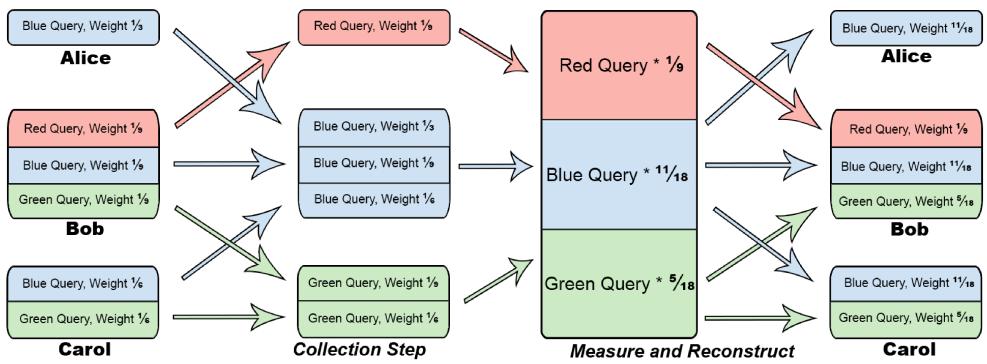 Blue Query, Weight ⅓
Alice
Red Query, Weight ⅑
Blue Query, Weight ⅑
Green Query, Weight ⅑
Bob
Blue Query, Weight ⅙
Green Query, Weight ⅙
Carol
Red Query, Weight ⅑
Blue Query, Weight ⅓
Blue Query, Weight ⅑
Blue Query, Weight ⅙
Green Query, Weight ⅑
Green Query, Weight ⅙
Collection Step
Red Query * ⅑
Blue Query * ¹¹⁄₁₈
Green Query * ⁵⁄₁₈
Measure and Reconstruct
Blue Query, Weight ¹¹⁄₁₈
Alice
Red Query, Weight ⅑
Blue Query, Weight ¹¹⁄₁₈
Green Query, Weight ⁵⁄₁₈
Bob
Blue Query, Weight ¹¹⁄₁₈
Green Query, Weight ⁵⁄₁₈
Carol